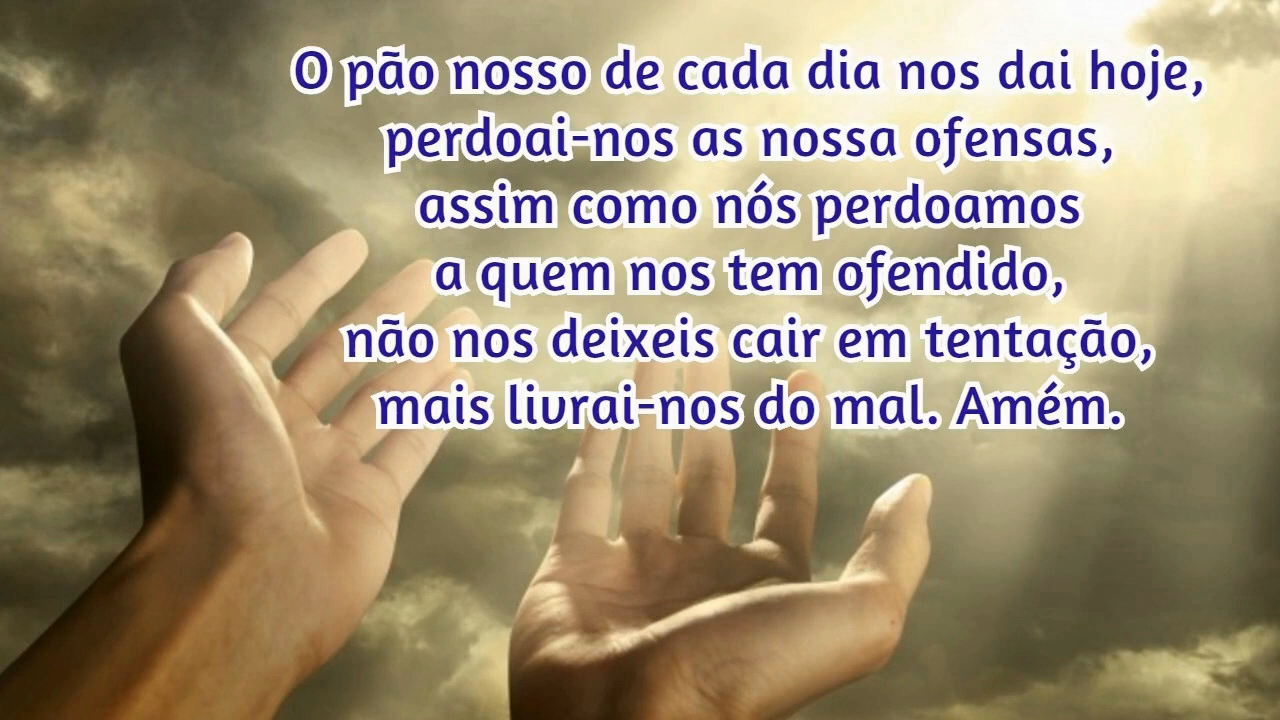 O pão nosso de cada dia nos dai hoje,
perdoai-nos as nossa ofensas,
assim como nós perdoamos
a quem nos tem ofendido,
não nos deixeis cair em tentação,
mais livrai-nos do mal. Amém.